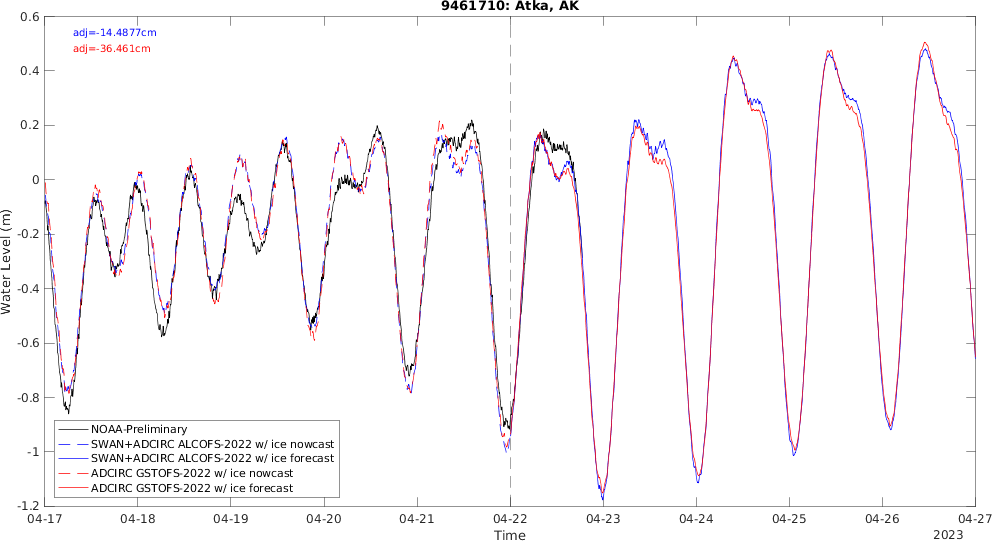 9461710: Atka, AK
adj=-14.4877cm
adj=-36.461cm
0.6
0.4
0.2
0
-0.2
-0.4
-0.6
-0.8
-1
-1.2
Water Level (m)
NOAA-Preliminary
SWAN+ADCIRC ALCOFS-2022 w/ ice nowcast
SWAN+ADCIRC ALCOFS-2022 w/ ice forecast
ADCIRC GSTOFS-2022 w/ ice nowcast
ADCIRC GSTOFS-2022 w/ ice forecast
04-17 04-18 04-19 04-20 04-21 04-22 04-23 04-24 04-25 04-26 04-27
Time
2023